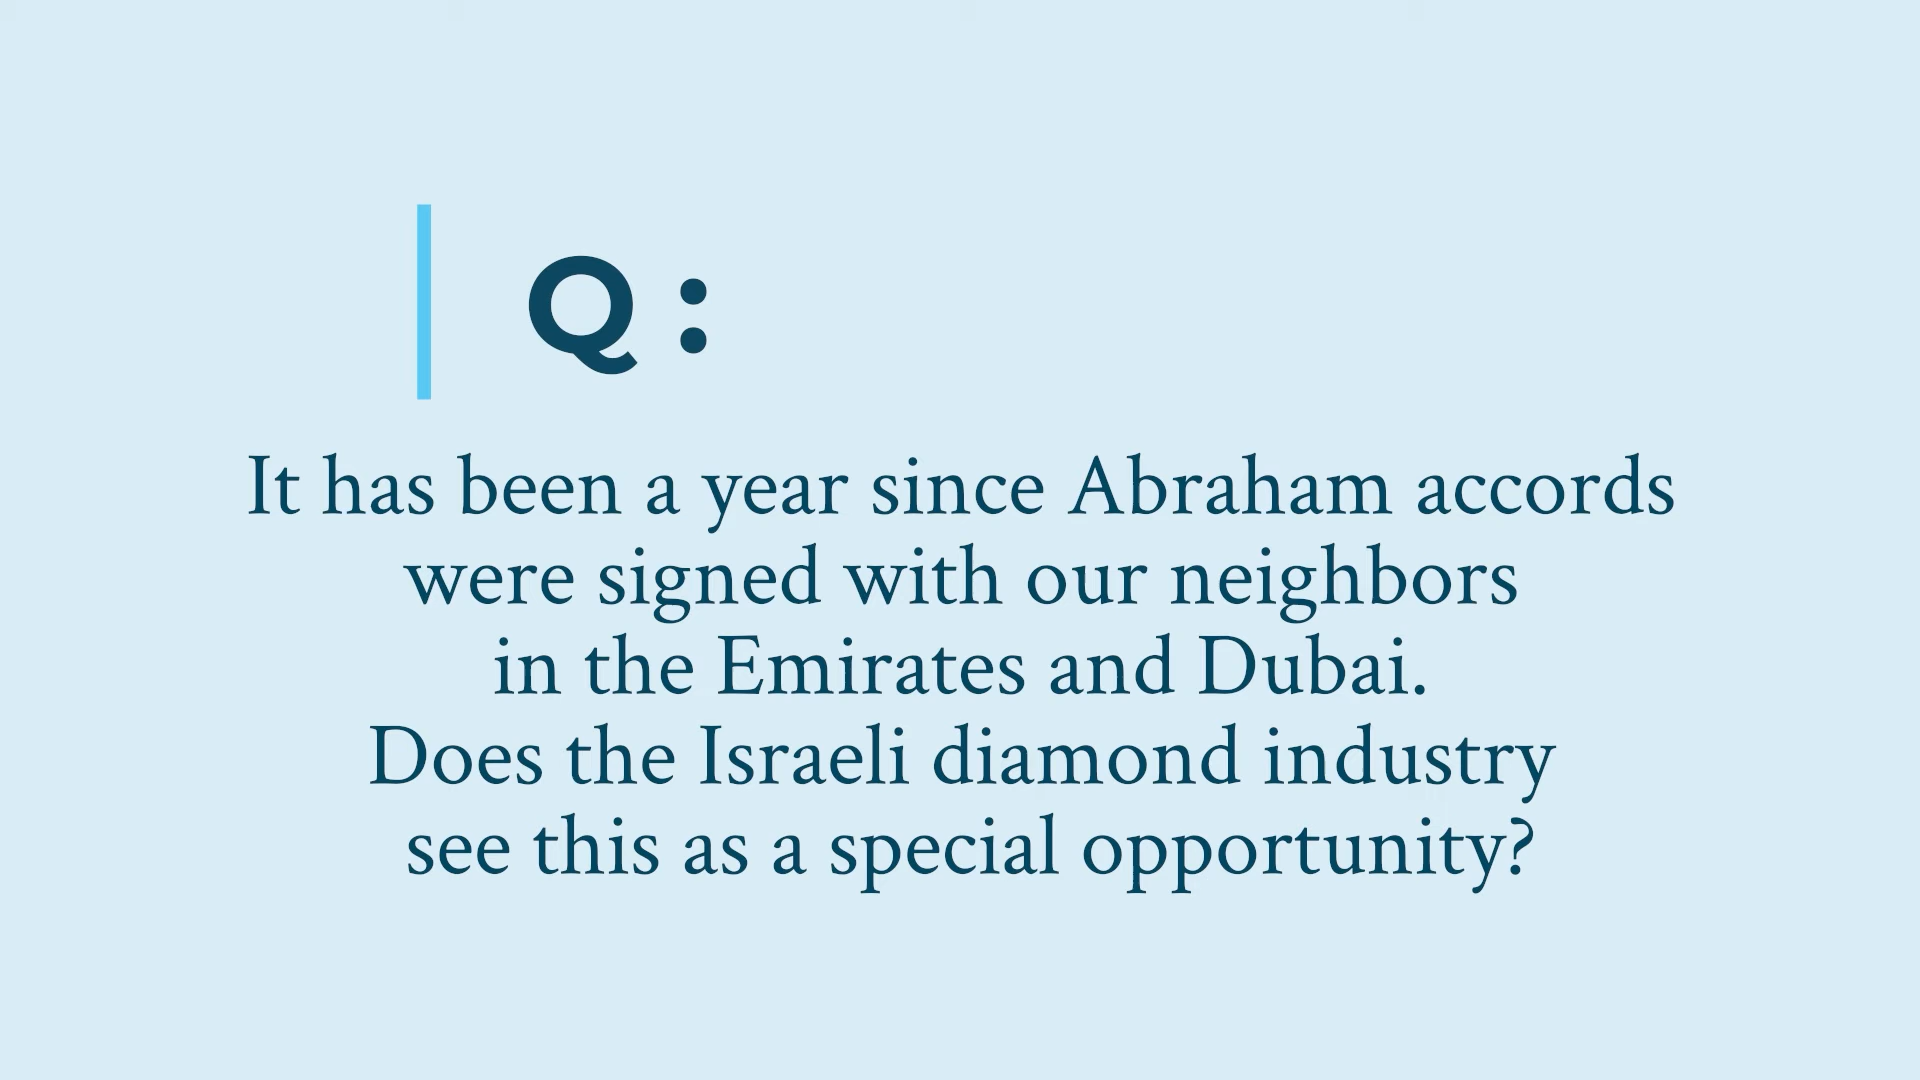 Q :
It has been a year since Abraham accords
were signed with our neighbors
in the Emirates and Dubai.
Does the Israeli diamond industry
see this as a special opportunity?